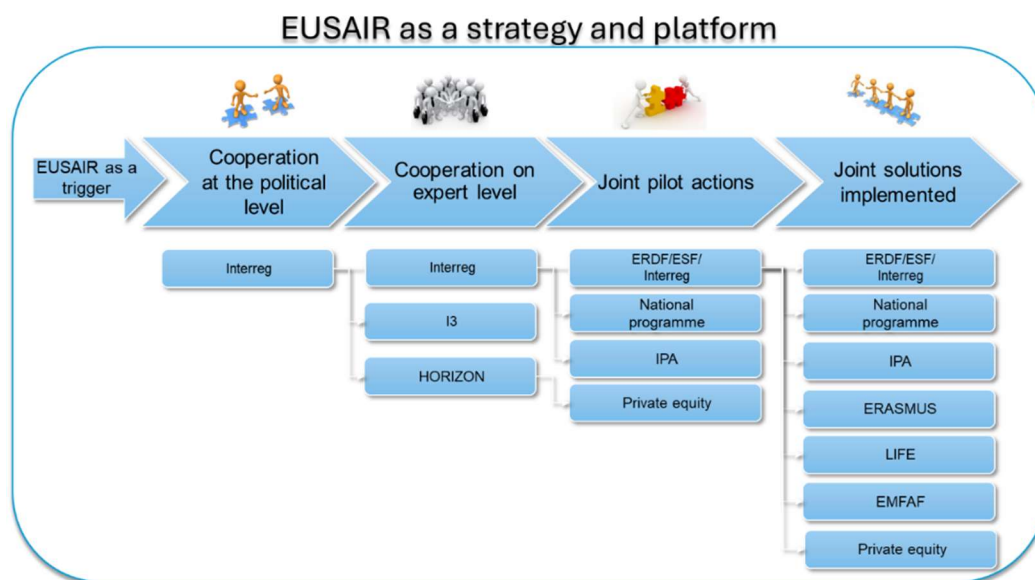 EUSAIR as a strategy and platform
EUSAIR as a
trigger
Cooperation
at the political
level
Cooperation on
expert level
Joint pilot actions
Joint solutions
implemented
Interreg
Interreg
I3
HORIZON
ERDF/ESF/
Interreg
National
programme
IPA
Private equity
ERDF/ESF/
Interreg
National
programme
IPA
ERASMUS
LIFE
EMFAF
Private equity